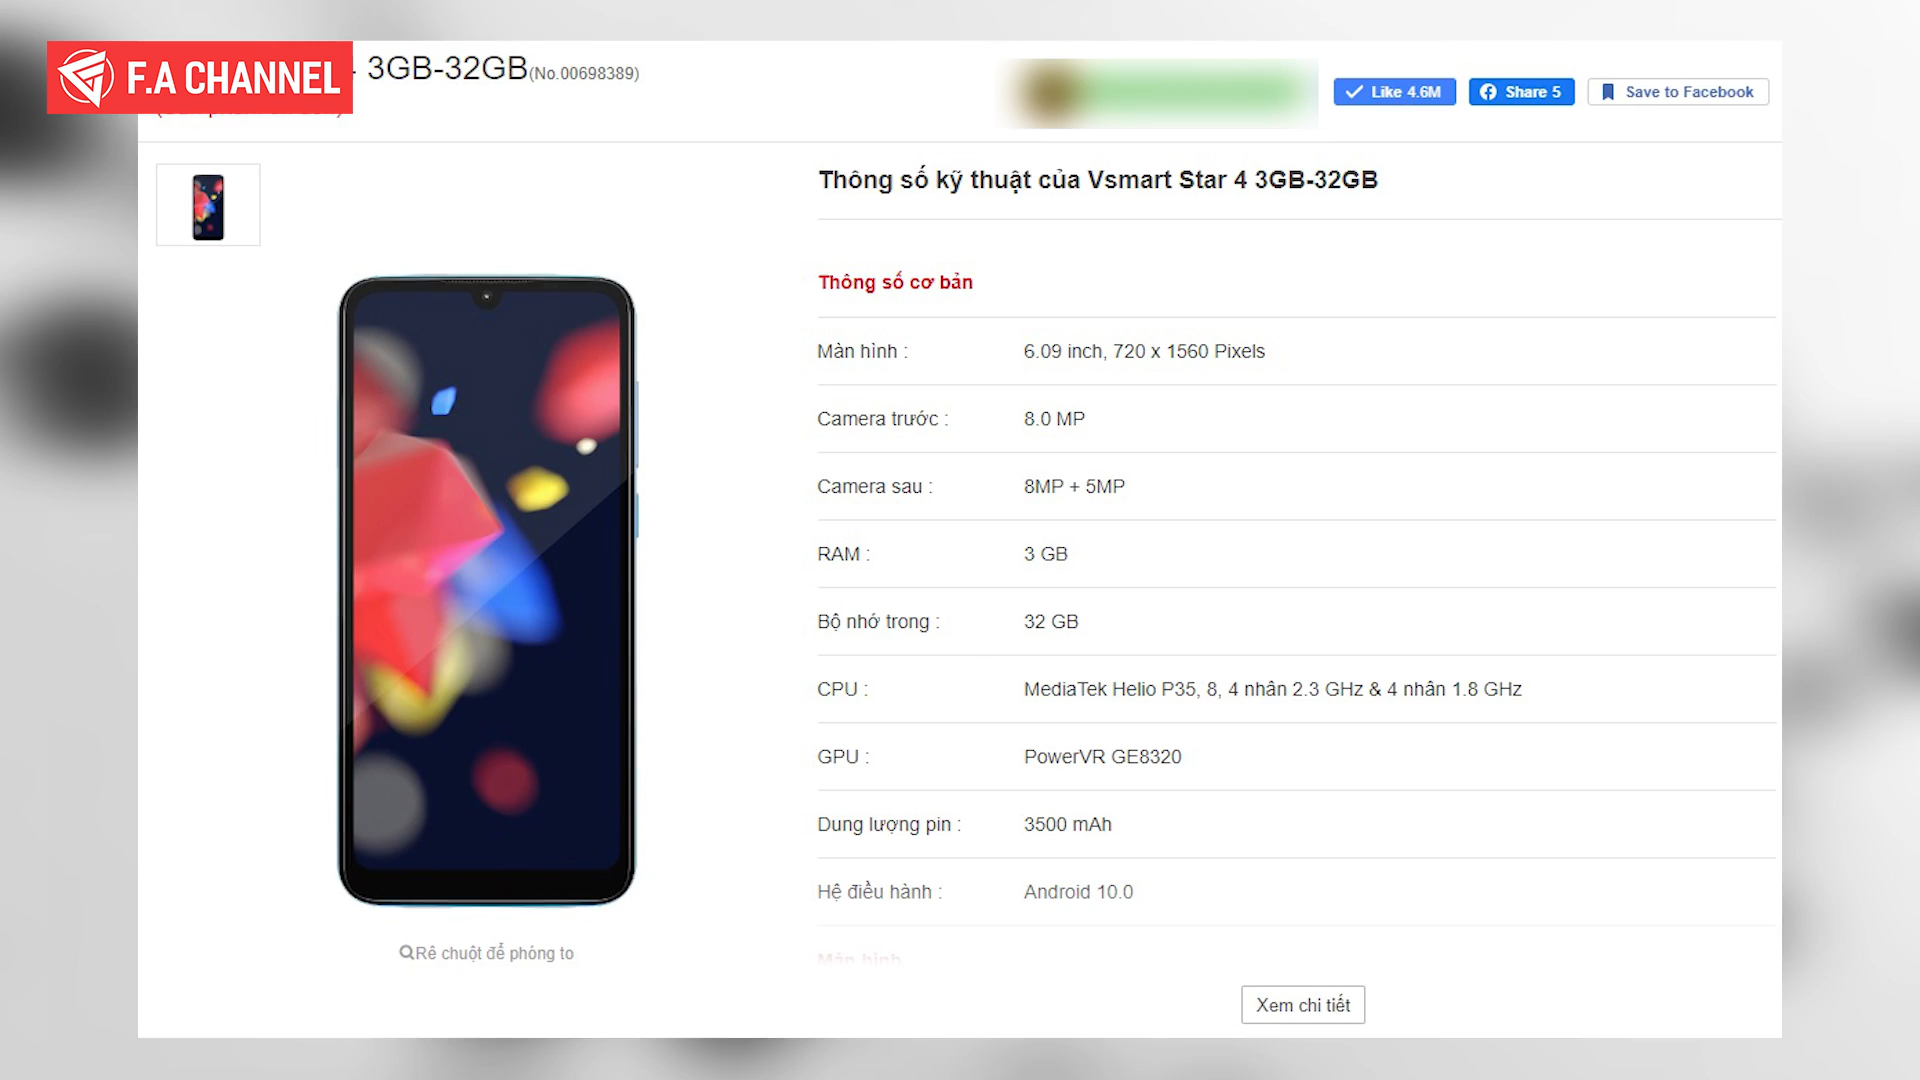 F.A CHANNEL
- 3GB-32GB(No.00698389)
Like 4.6M
Share 5
Save to Facebook
Thông số kỹ thuật của Vsmart Star 4 3GB-32GB
Thông số cơ bản
Màn hình : 6.09 inch, 720 x 1560 Pixels
Camera trước : 8.0 MP
Camera sau : 8MP + 5MP
RAM : 3 GB
Bộ nhớ trong : 32 GB
CPU : MediaTek Helio P35, 8, 4 nhân 2.3 GHz & 4 nhân 1.8 GHz
GPU : PowerVR GE8320
Dung lượng pin : 3500 mAh
Hệ điều hành : Android 10.0
Màn hình
Rê chuột để phóng to
Xem chi tiết